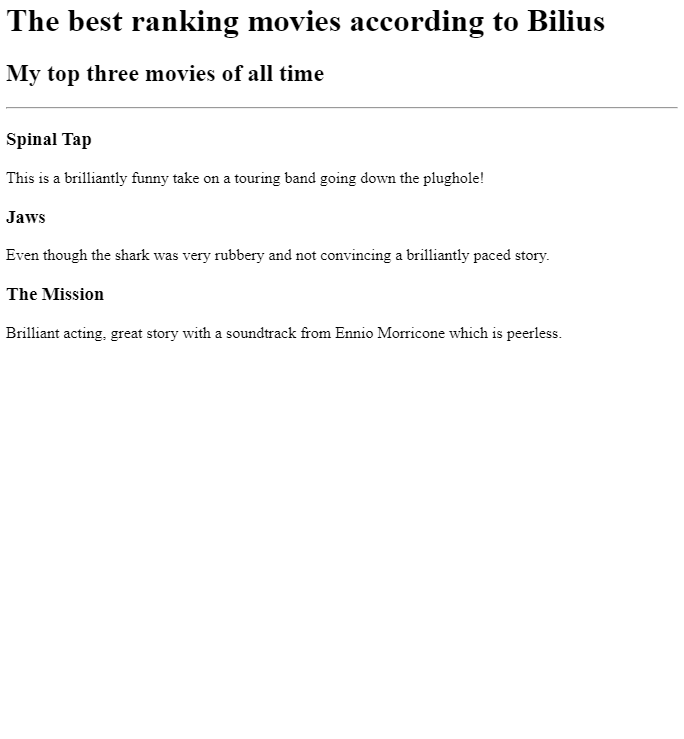 The best ranking movies according to Bilius
My top three movies of all time
Spinal Tap
This is a brilliantly funny take on a touring band going down the plughole!
Jaws
Even though the shark was very rubbery and not convincing a brilliantly paced story.
The Mission
Brilliant acting, great story with a soundtrack from Ennio Morricone which is peerless.